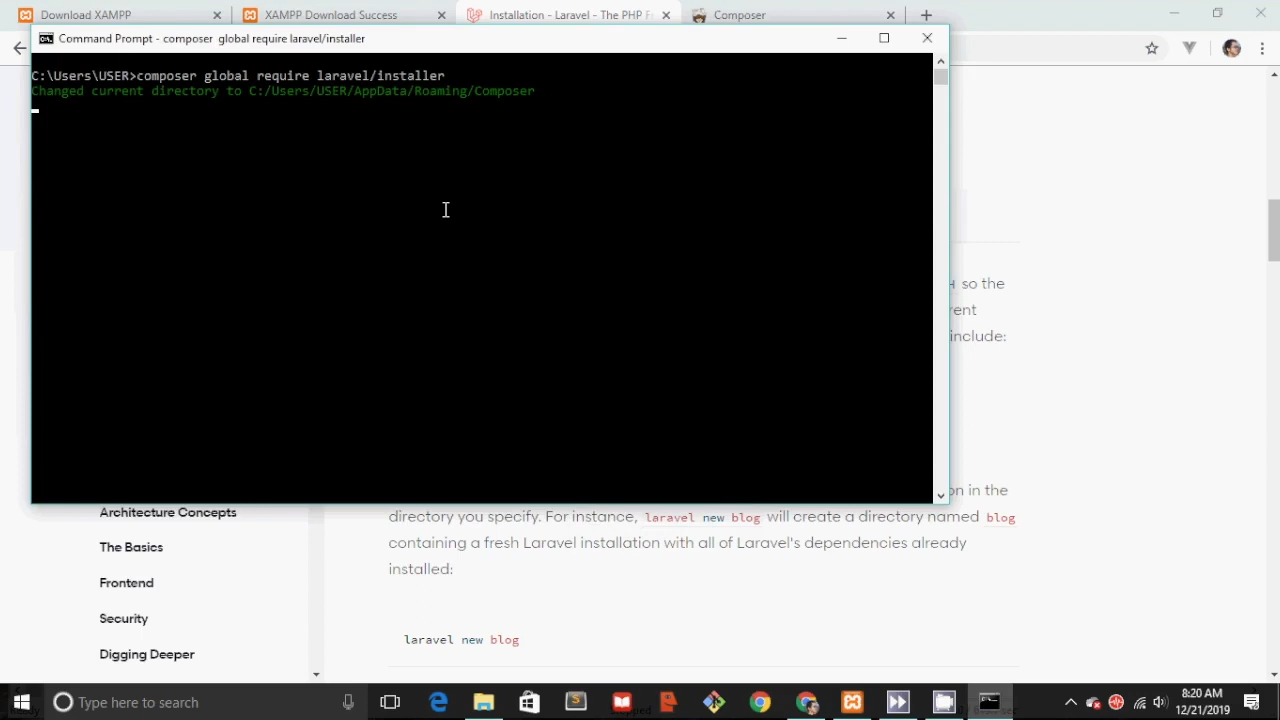 Download XAMPP
XAMPP Download Success
Installation - Laravel - The PHP F
Composer
Command Prompt - composer global require laravel/installer
C:\Users\USER>composer global require laravel/installer
Changed current directory to C:/Users/USER/AppData/Roaming/Composer
so the
rent
include:
on in the
Architecture Concepts
directory you specify. For instance, laravel new blog will create a directory named blog
The Basics
containing a fresh Laravel installation with all of Laravel's dependencies already
installed:
Frontend
Security
laravel new blog
Digging Deeper
Type here to search
8:20 AM
12/21/2019